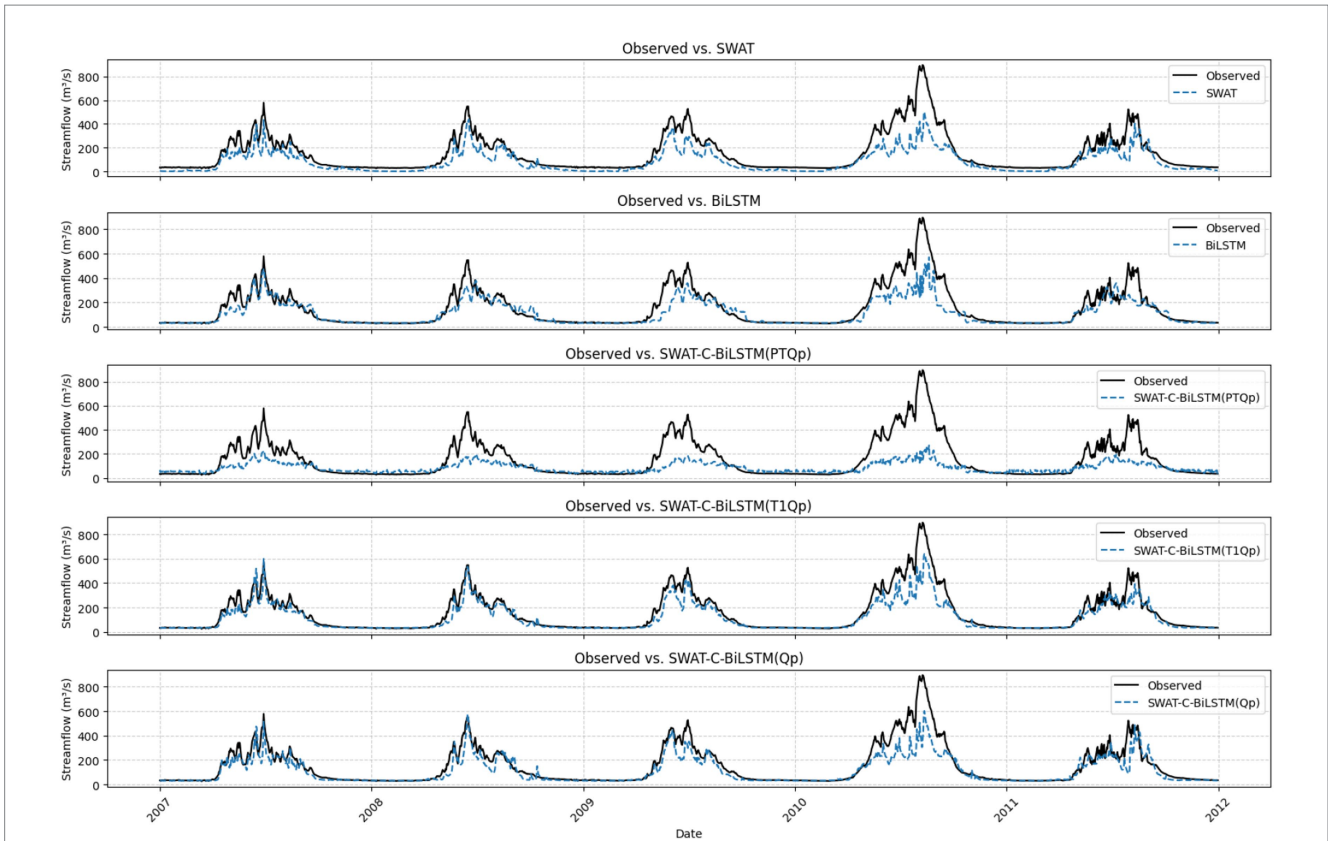 Observed vs. SWAT
Streamflow (m³/s)
800
600
400
200
0
Observed
SWAT
Observed vs. BiLSTM
Streamflow (m³/s)
800
600
400
200
0
Observed
BiLSTM
Observed vs. SWAT-C-BiLSTM(PTQp)
Streamflow (m³/s)
800
600
400
200
0
Observed
SWAT-C-BiLSTM(PTQp)
Observed vs. SWAT-C-BiLSTM(T1Qp)
Streamflow (m³/s)
800
600
400
200
0
Observed
SWAT-C-BiLSTM(T1Qp)
Observed vs. SWAT-C-BiLSTM(Qp)
Streamflow (m³/s)
800
600
400
200
0
Observed
SWAT-C-BiLSTM(Qp)
2007
2008
2009
2010
2011
2012
Date